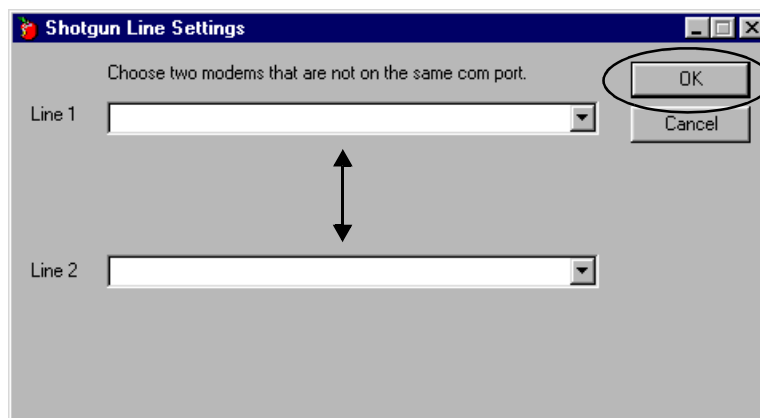 Shotgun Line Settings
Choose two modems that are not on the same com port.
OK
Line 1
Cancel
Line 2